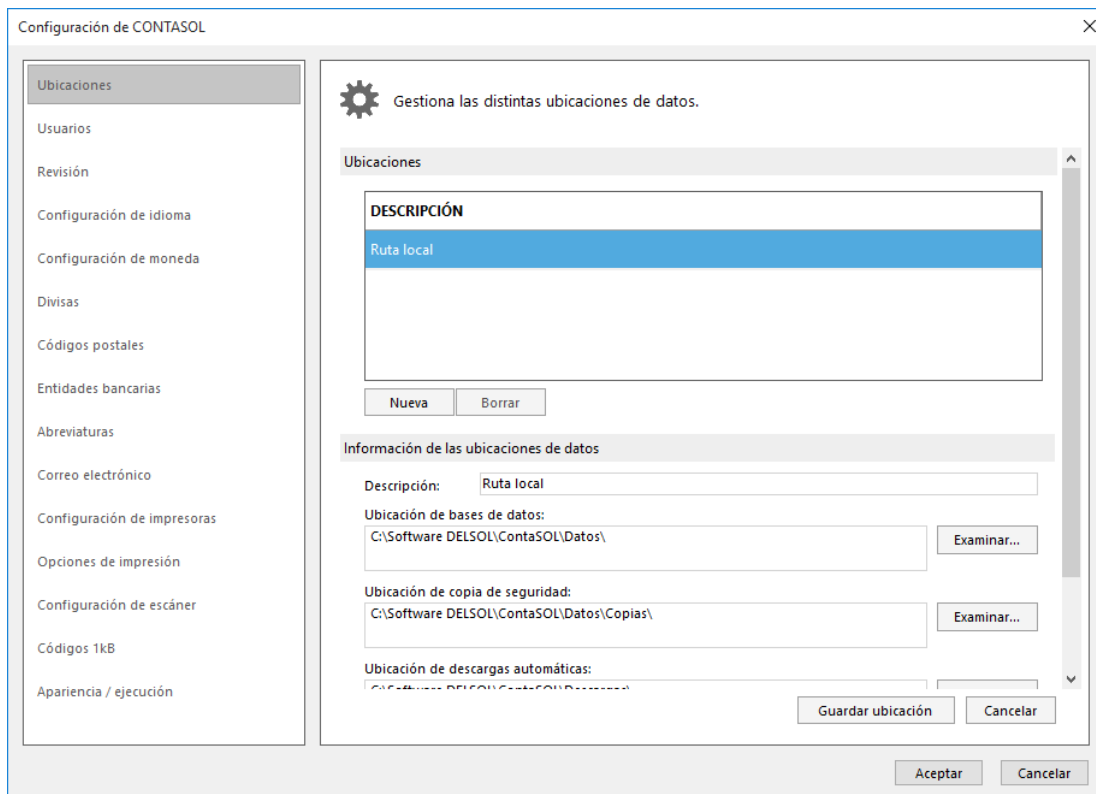 Configuración de CONTASOL
Ubicaciones
Usuarios
Revisión
Configuración de idioma
Configuración de moneda
Divisas
Códigos postales
Entidades bancarias
Abreviaturas
Correo electrónico
Configuración de impresoras
Opciones de impresión
Configuración de escáner
Códigos 1kB
Apariencia / ejecución
Gestiona las distintas ubicaciones de datos.
Ubicaciones
DESCRIPCIÓN
Ruta local
Nueva Borrar
Información de las ubicaciones de datos
Descripción: Ruta local
Ubicación de bases de datos:
C:\Software DELSOL\ContaSOL\Datos\ Examinar...
Ubicación de copia de seguridad:
C:\Software DELSOL\ContaSOL\Datos\Copias\ Examinar...
Ubicación de descargas automáticas:
C:\Software DELSOL\ContaSOL\Descargas\
Guardar ubicación Cancelar
Aceptar Cancelar